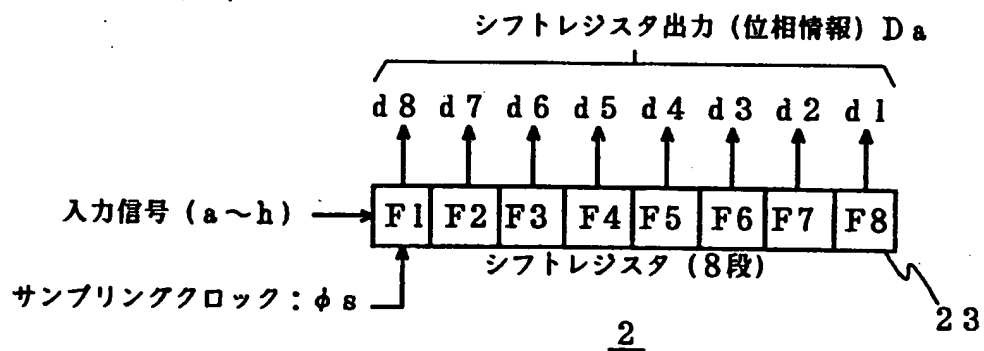 シフトレジスタ出力 (位相情報) Da
d8 d7 d6 d5 d4 d3 d2 d1
入力信号 (a〜h)
F1 F2 F3 F4 F5 F6 F7 F8
シフトレジスタ (8段)
サンプリングクロック:φs
23
2